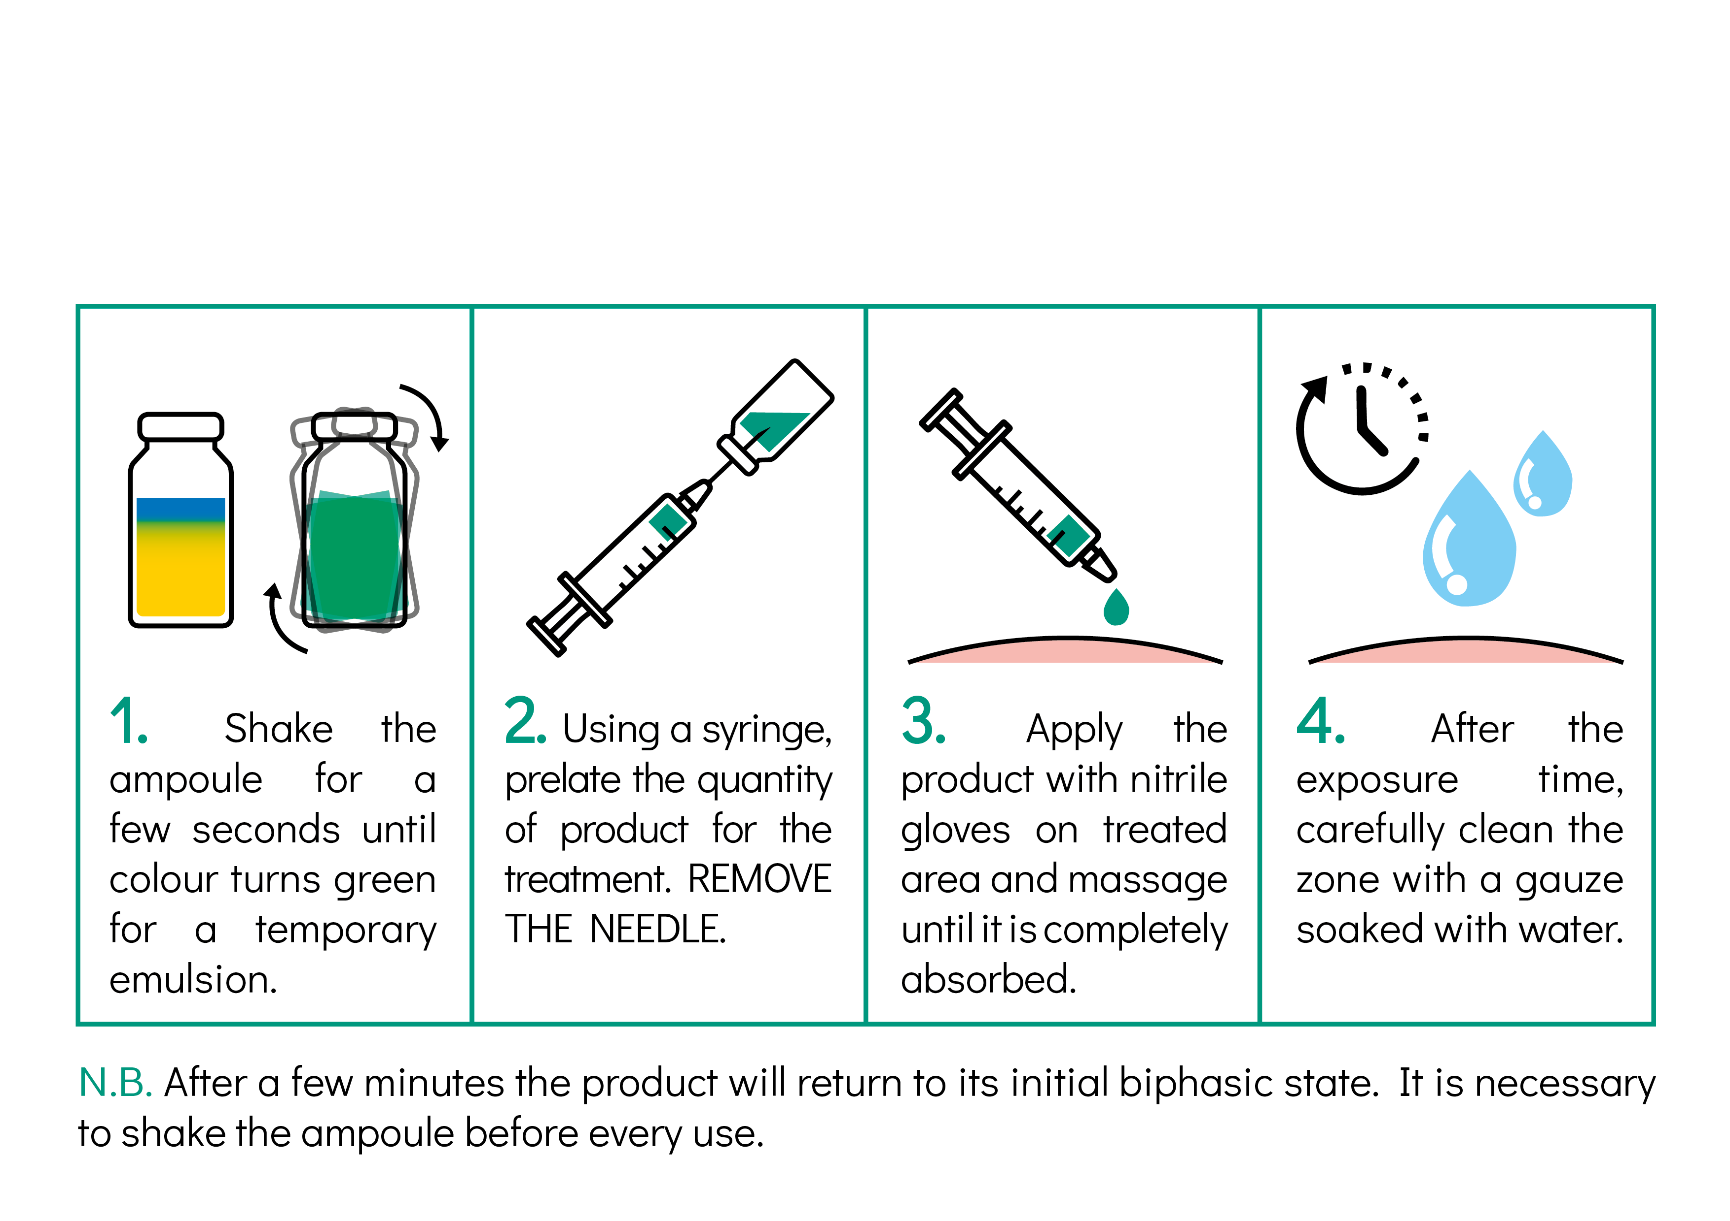 1. Shake the
ampoule for a
few seconds until
colour turns green
for a temporary
emulsion.
2. Using a syringe,
prelate the quantity
of product for the
treatment. REMOVE
THE NEEDLE.
3. Apply the
product with nitrile
gloves on treated
area and massage
until it is completely
absorbed.
4. After the
exposure time,
carefully clean the
zone with a gauze
soaked with water.
N.B. After a few minutes the product will return to its initial biphasic state. It is necessary
to shake the ampoule before every use.